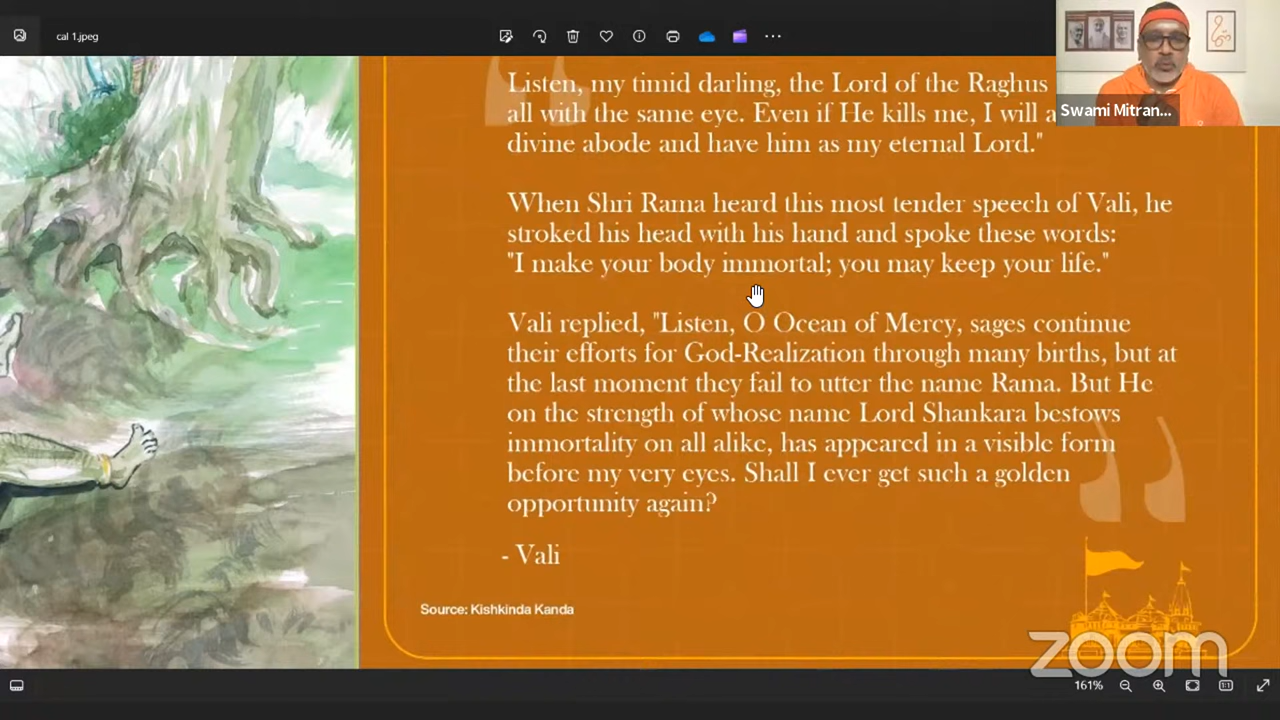 cal 1.jpeg
Swami Mitran...
Listen, my timid darling, the Lord of the Raghus
all with the same eye. Even if He kills me, I will a
divine abode and have him as my eternal Lord."
When Shri Rama heard this most tender speech of Vali, he
stroked his head with his hand and spoke these words:
"I make your body immortal; you may keep your life."
Vali replied, "Listen, O Ocean of Mercy, sages continue
their efforts for God-Realization through many births, but at
the last moment they fail to utter the name Rama. But He
on the strength of whose name Lord Shankara bestows
immortality on all alike, has appeared in a visible form
before my very eyes. Shall I ever get such a golden
opportunity again?
- Vali
Source: Kishkinda Kanda
zoom
161%
1:1